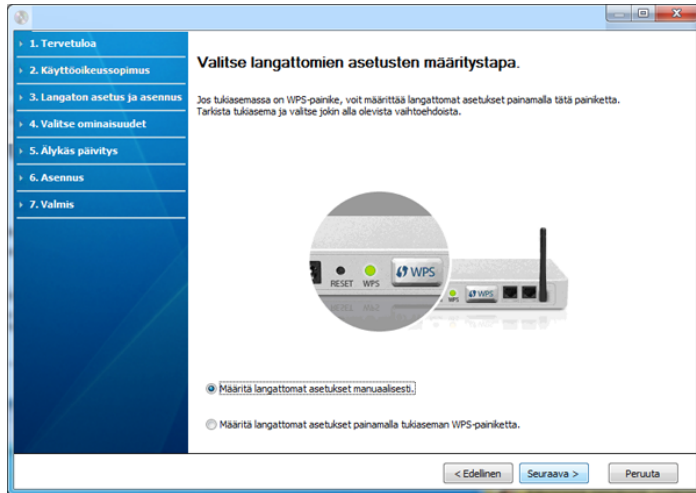 1. Tervetuloa
2. Käyttöoikeussopimus
3. Langaton asetus ja asennus
4. Valitse ominaisuudet
5. Älykäs päivitys
6. Asennus
7. Valmis
Valitse langattomien asetusten määritystapa.
Jos tukiasemassa on WPS-painike, voit määrittää langattomat asetukset painamalla tätä painiketta.
Tarkista tukiasema ja valitse jokin alla olevista vaihtoehdoista.
RESET WPS WPS
WPS WPS
Määritä langattomat asetukset manuaalisesti.
Määritä langattomat asetukset painamalla tukiaseman WPS-painiketta.
< Edellinen Seuraava > Peruuta